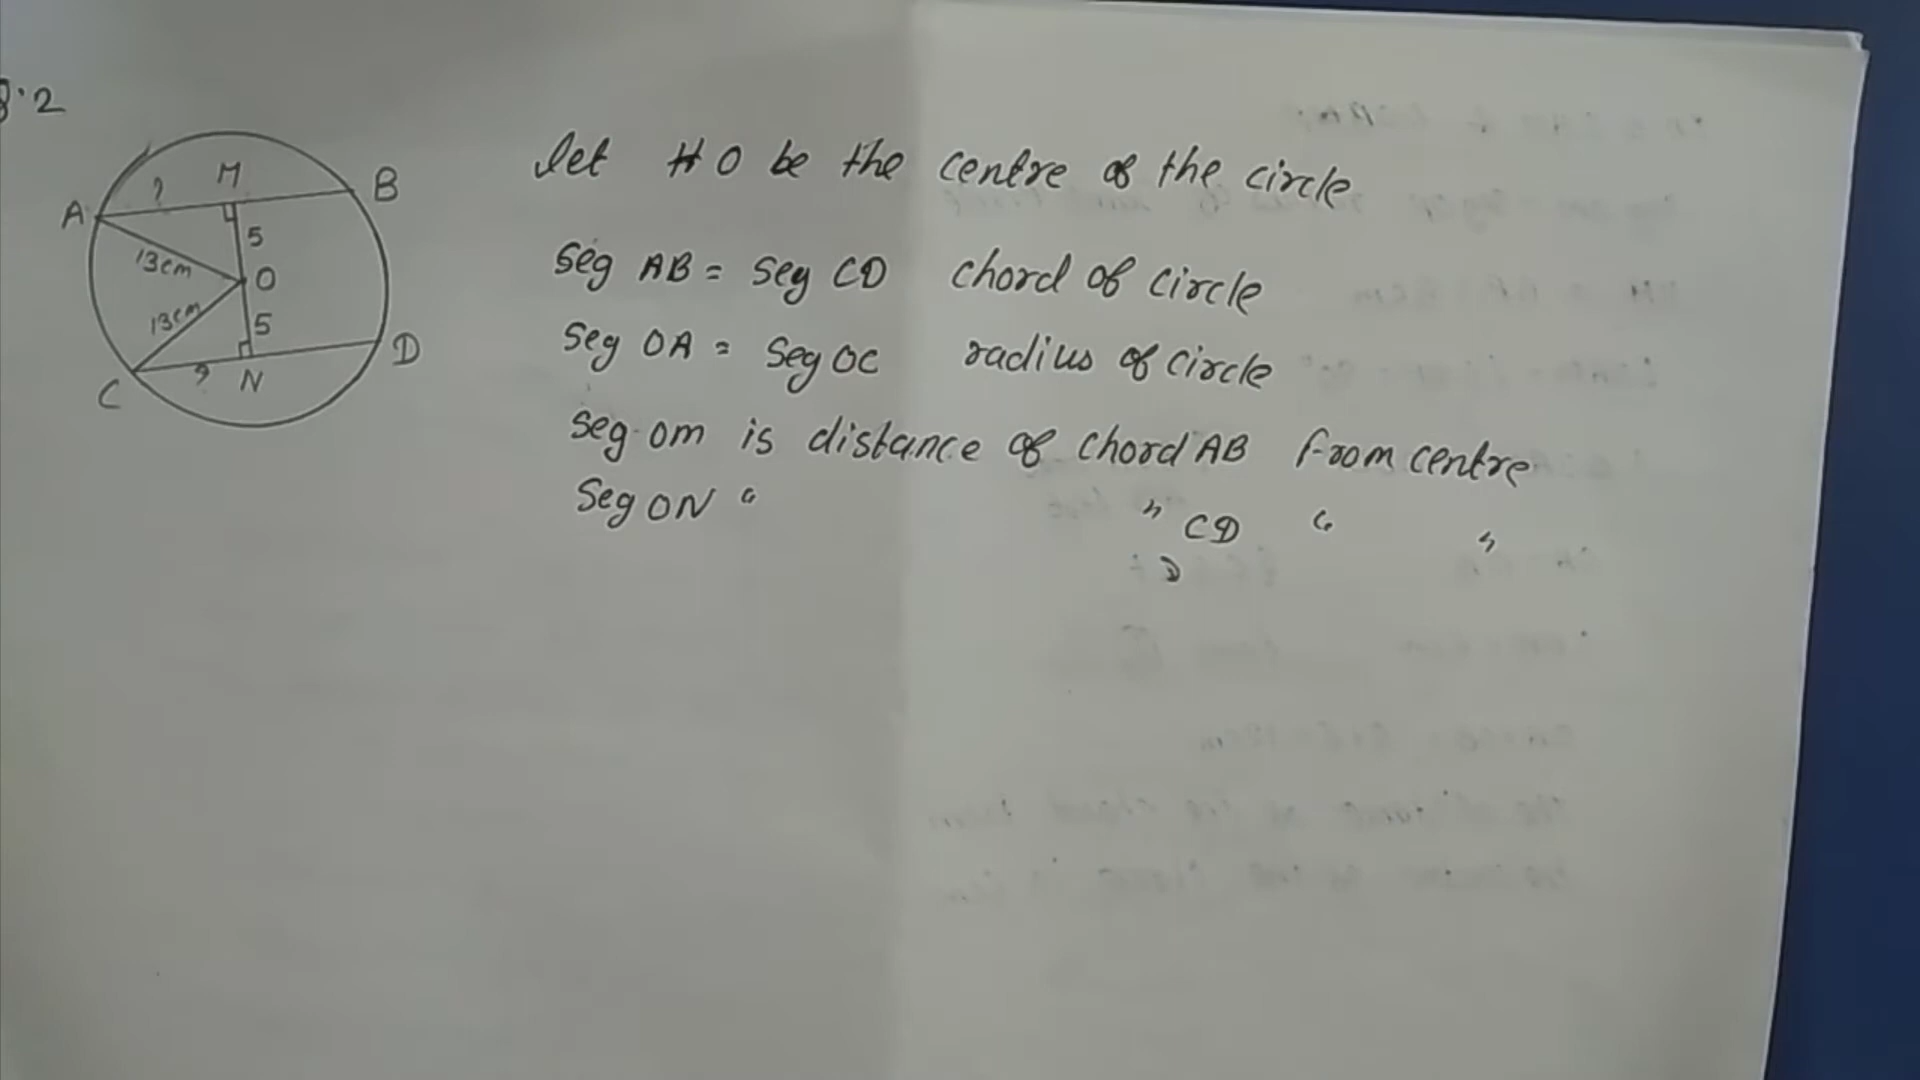 8.2
M
? B
A
5
13cm O
13cm 5
D
? N
C
let O be the centre of the circle
seg AB = seg CD chord of circle
seg OA = seg OC radius of circle
seg om is distance of chord AB from centre
seg ON " " CD " "